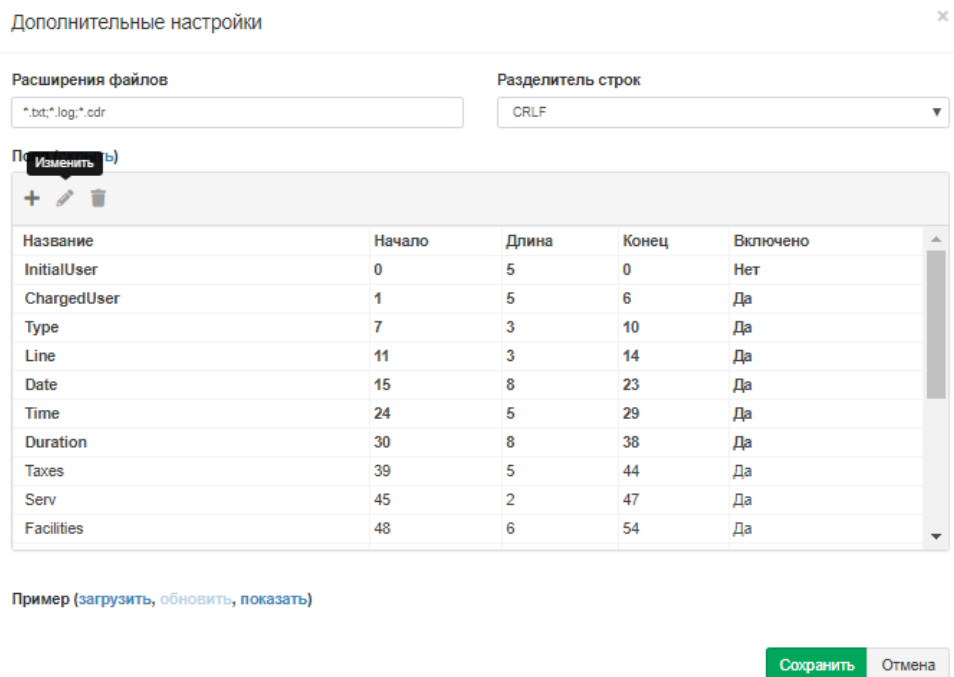 Дополнительные настройки ×
Расширения файлов Разделитель строк
*.txt;*.log;*.cdr CRLF
Изменить
Название Начало Длина Конец Включено
InitialUser 0 5 0 Нет
ChargedUser 1 5 6 Да
Type 7 3 10 Да
Line 11 3 14 Да
Date 15 8 23 Да
Time 24 5 29 Да
Duration 30 8 38 Да
Taxes 39 5 44 Да
Serv 45 2 47 Да
Facilities 48 6 54 Да
Пример (загрузить, обновить, показать)
Сохранить Отмена